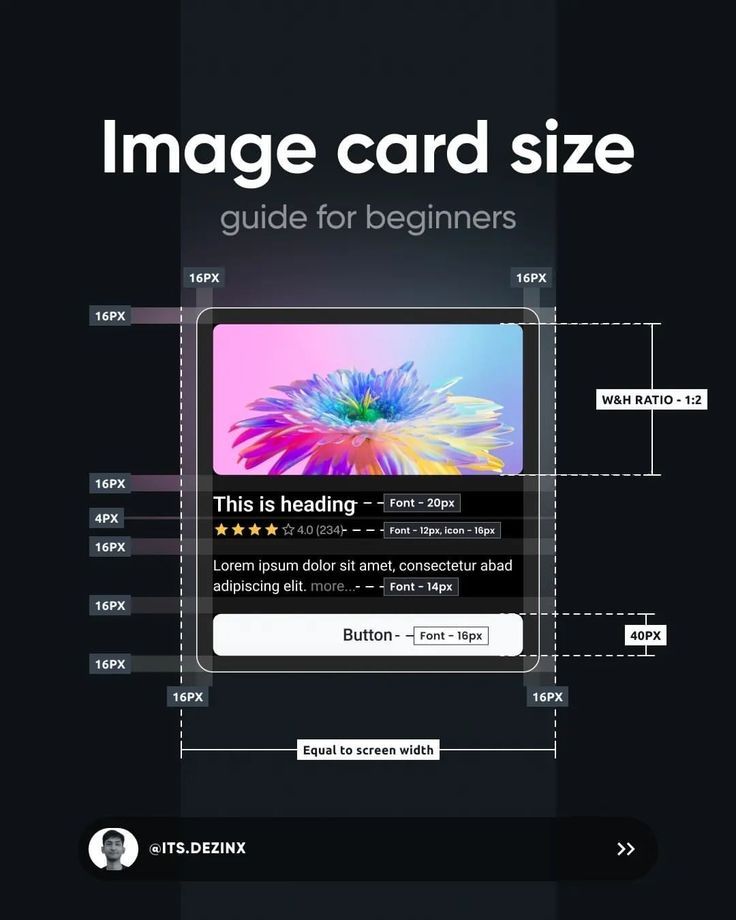 Image card size
guide for beginners
16PX
16PX
16PX
W&H RATIO - 1:2
16PX
This is heading
Font - 20px
4PX
4.0 (234)
Font - 12px, icon - 16px
16PX
Lorem ipsum dolor sit amet, consectetur abad
adipiscing elit. more...
Font - 14px
16PX
Button
Font - 16px
40PX
16PX
16PX
16PX
Equal to screen width
@ITS.DEZINX